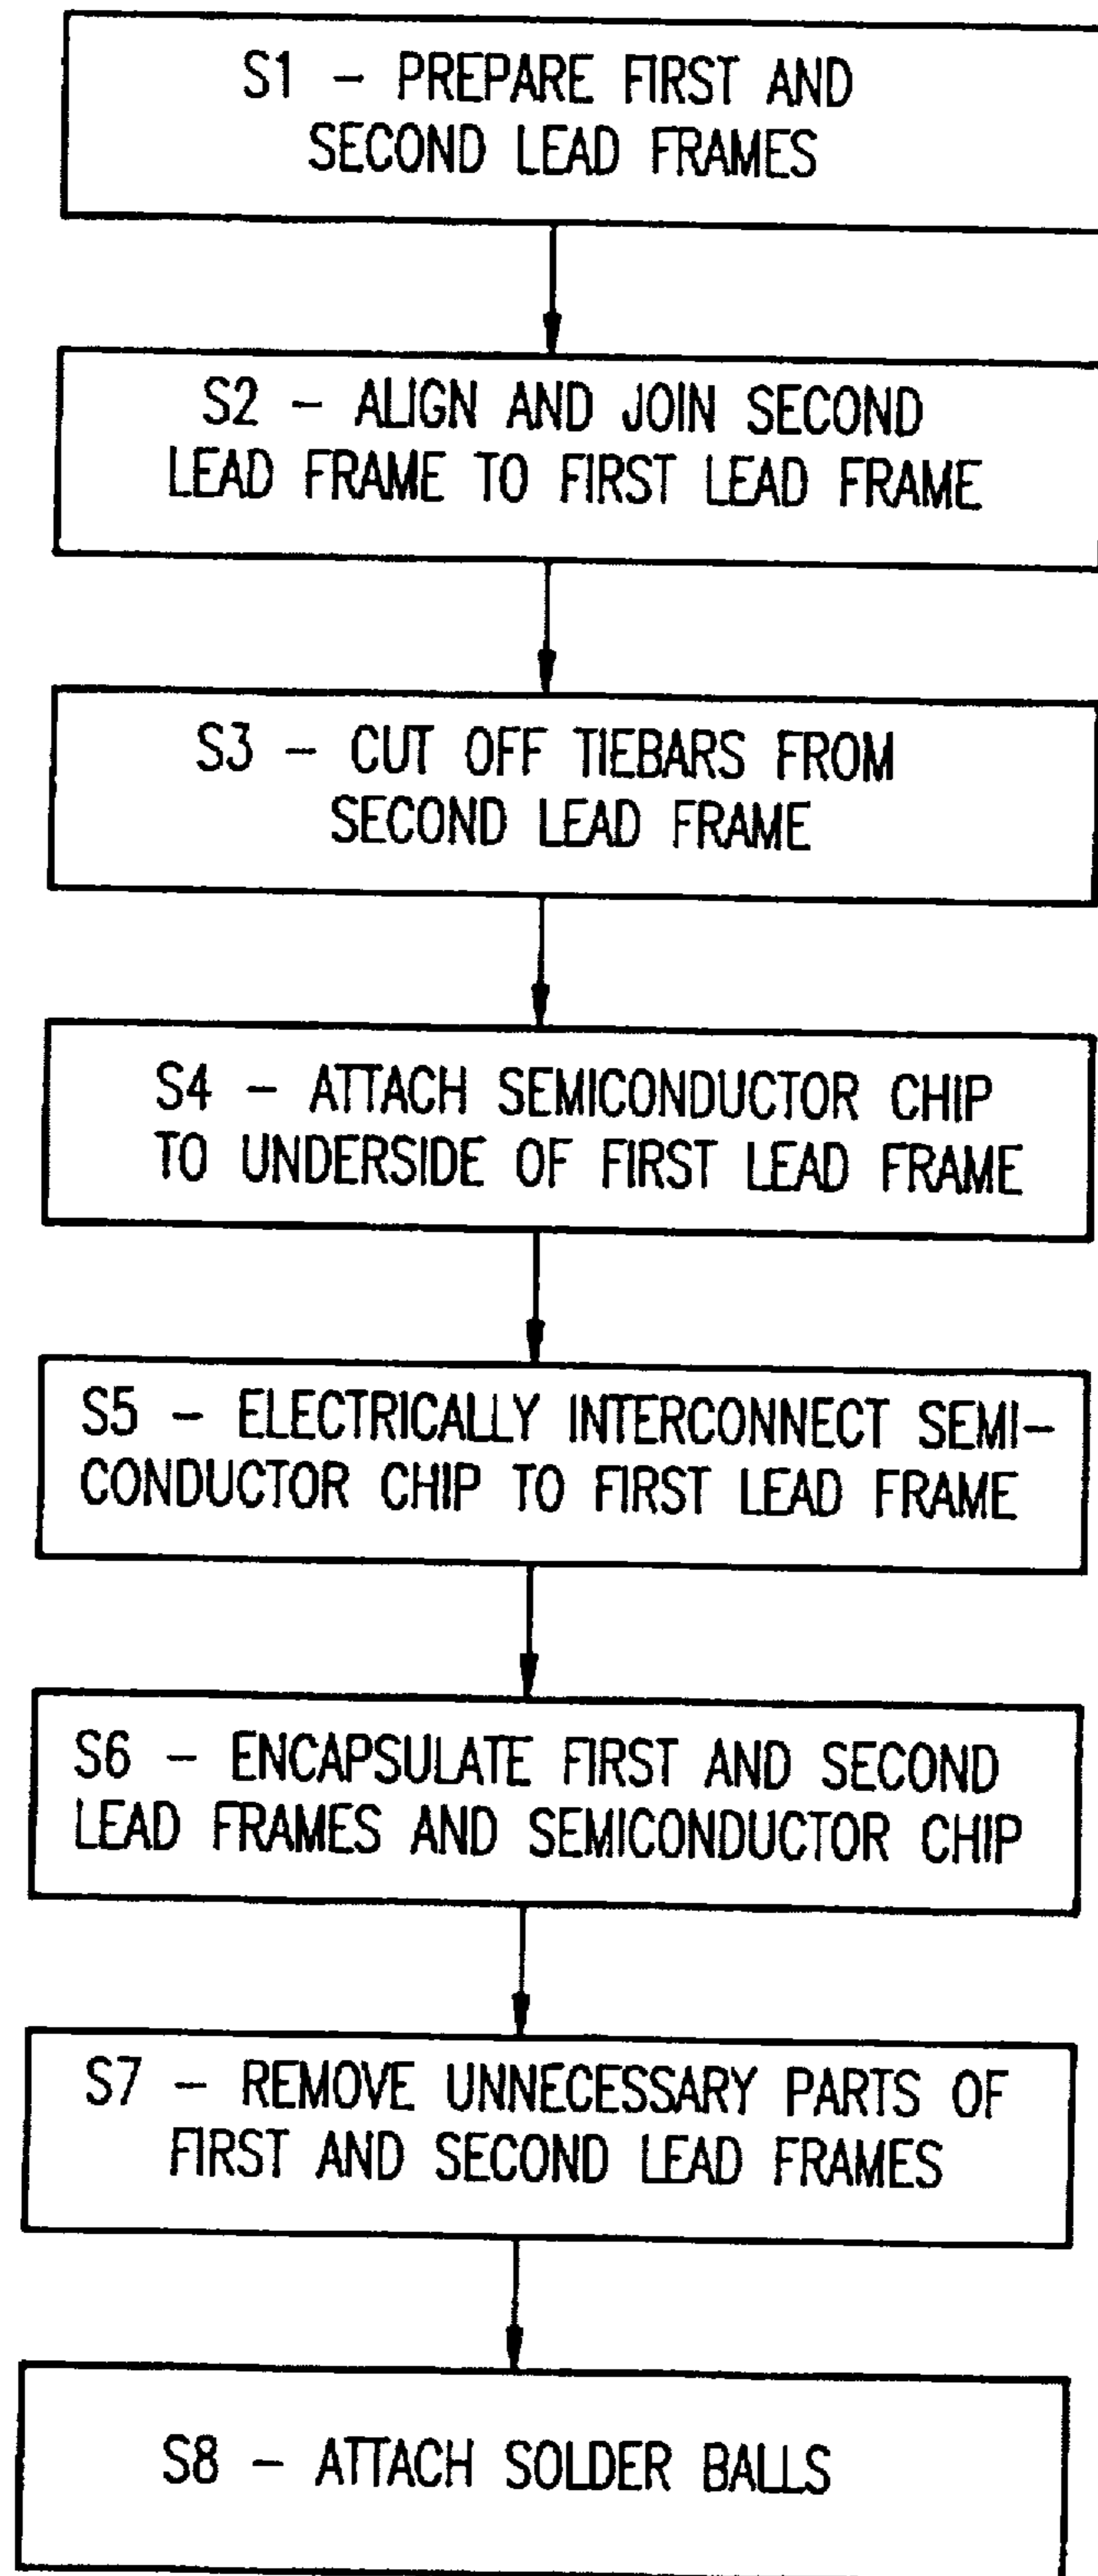 S1 - PREPARE FIRST AND
SECOND LEAD FRAMES
S2 - ALIGN AND JOIN SECOND
LEAD FRAME TO FIRST LEAD FRAME
S3 - CUT OFF TIEBARS FROM
SECOND LEAD FRAME
S4 - ATTACH SEMICONDUCTOR CHIP
TO UNDERSIDE OF FIRST LEAD FRAME
S5 - ELECTRICALLY INTERCONNECT SEMI-
CONDUCTOR CHIP TO FIRST LEAD FRAME
S6 - ENCAPSULATE FIRST AND SECOND
LEAD FRAMES AND SEMICONDUCTOR CHIP
S7 - REMOVE UNNECESSARY PARTS OF
FIRST AND SECOND LEAD FRAMES
S8 - ATTACH SOLDER BALLS